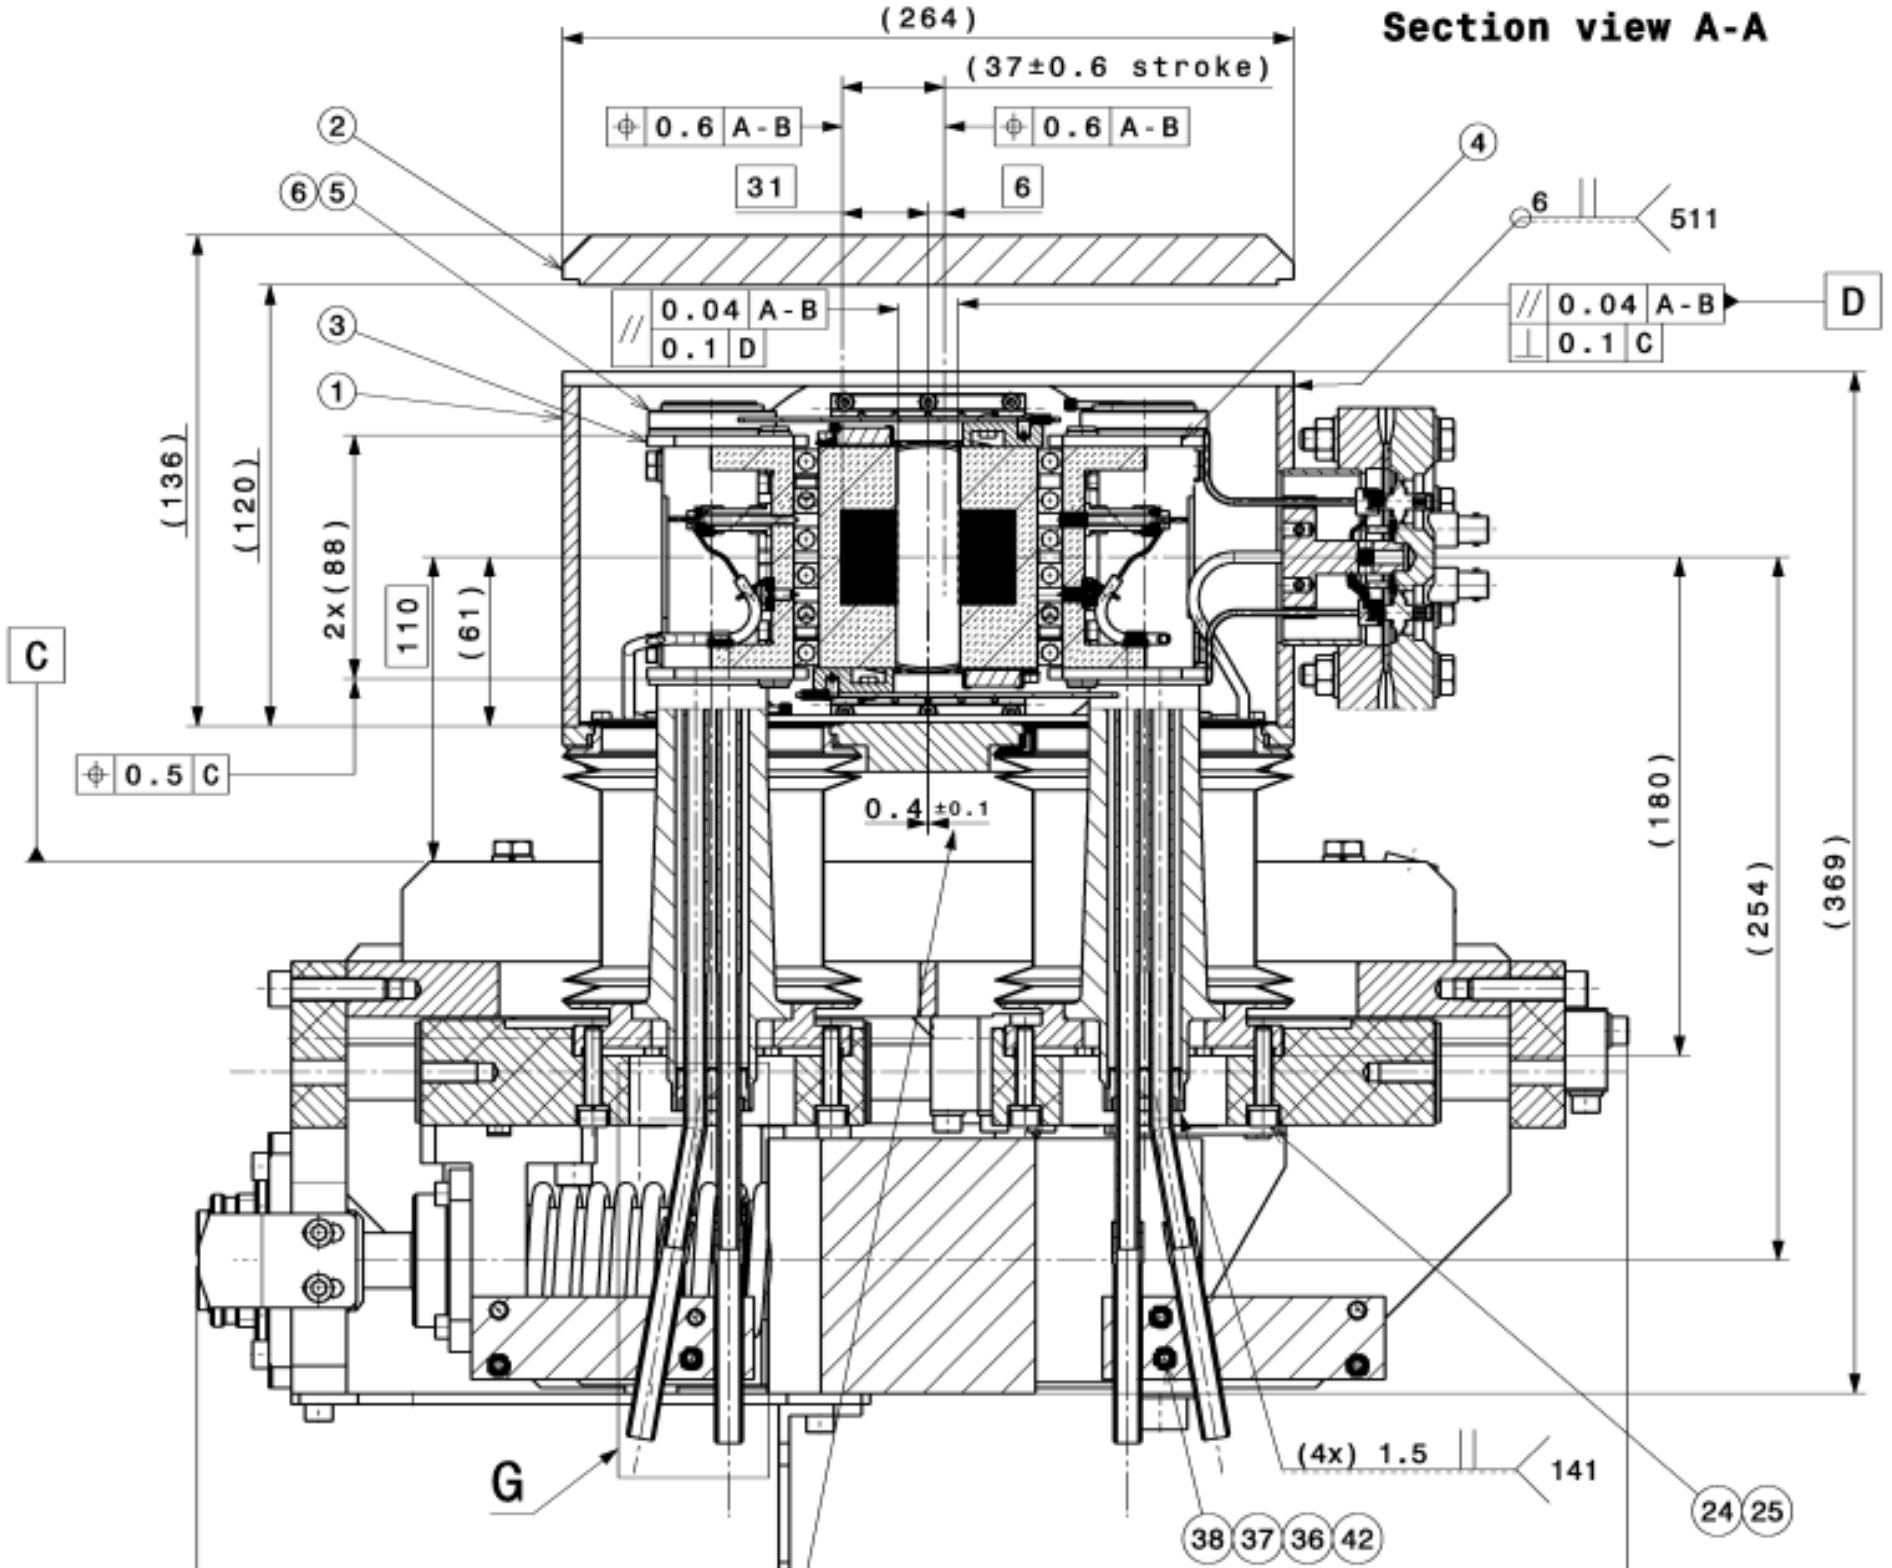 (264)
Section view A-A
(37±0.6 stroke)
⌖ 0.6 A-B
⌖ 0.6 A-B
2
4
31
6
6 5
6
511
// 0.04 A-B
0.1 D
// 0.04 A-B
⊥ 0.1 C
D
3
1
(136)
(120)
2x(88)
110
(61)
C
⌖ 0.5 C
0.4 ±0.1
(180)
(254)
(369)
G
(4x) 1.5
141
24 25
38 37 36 42